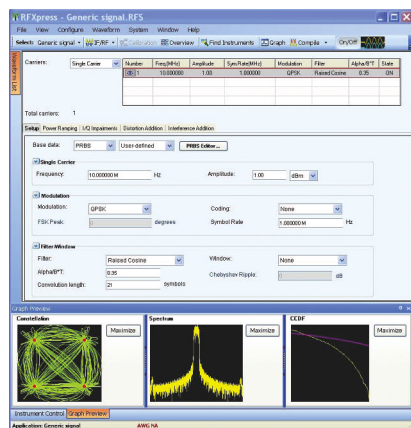 RFXpress - Generic signal.RFS
File View Configure Waveform System Window Help
Select: Generic signal IF/RF Calibration Overview Find Instruments Graph Compile On/Off
Waveform List
Carriers: Single Carrier Number Freq(MHz) Amplitude Sym.Rate(MHz) Modulation Filter Alpha/B*T State
1 10.000000 1.00 1.000000 QPSK Raised Cosine 0.35 ON
Total carriers: 1
Setup Power Ramping I/Q Impairments Distortion Addition Interference Addition
Base data: PRBS User-defined PRBS Editor...
Single Carrier
Frequency: 10.000000 M Hz Amplitude: 1.00 dBm
Modulation
Modulation: QPSK Coding: None
FSK Peak: degrees Symbol Rate 1.000000 M Hz
Filter/Window
Filter: Raised Cosine Window: None
Alpha/B*T: 0.35 Chebyshev Ripple: dB
Convolution length: 21 symbols
Graph Preview
Constellation Maximize Spectrum Maximize CCDF Maximize
Instrument Control Graph Preview
Application: Generic signal AWG NA